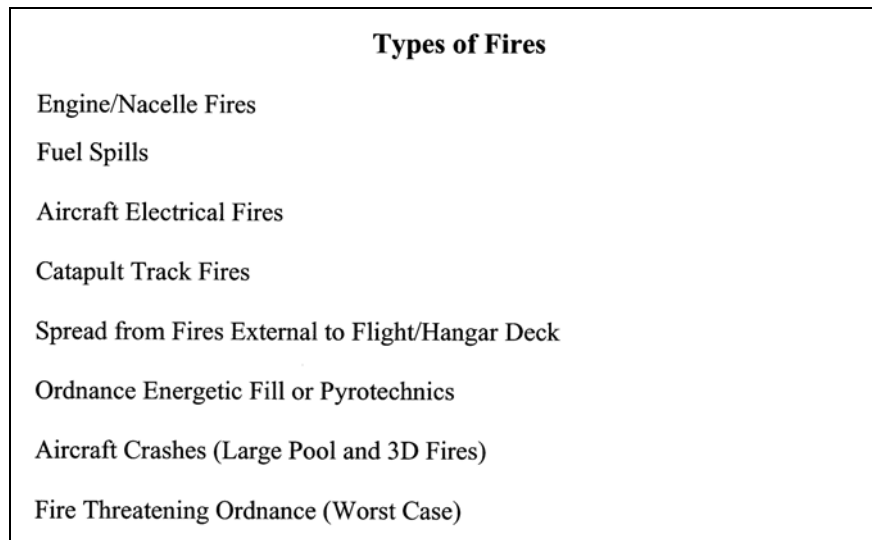 Types of Fires
Engine/Nacelle Fires
Fuel Spills
Aircraft Electrical Fires
Catapult Track Fires
Spread from Fires External to Flight/Hangar Deck
Ordnance Energetic Fill or Pyrotechnics
Aircraft Crashes (Large Pool and 3D Fires)
Fire Threatening Ordnance (Worst Case)